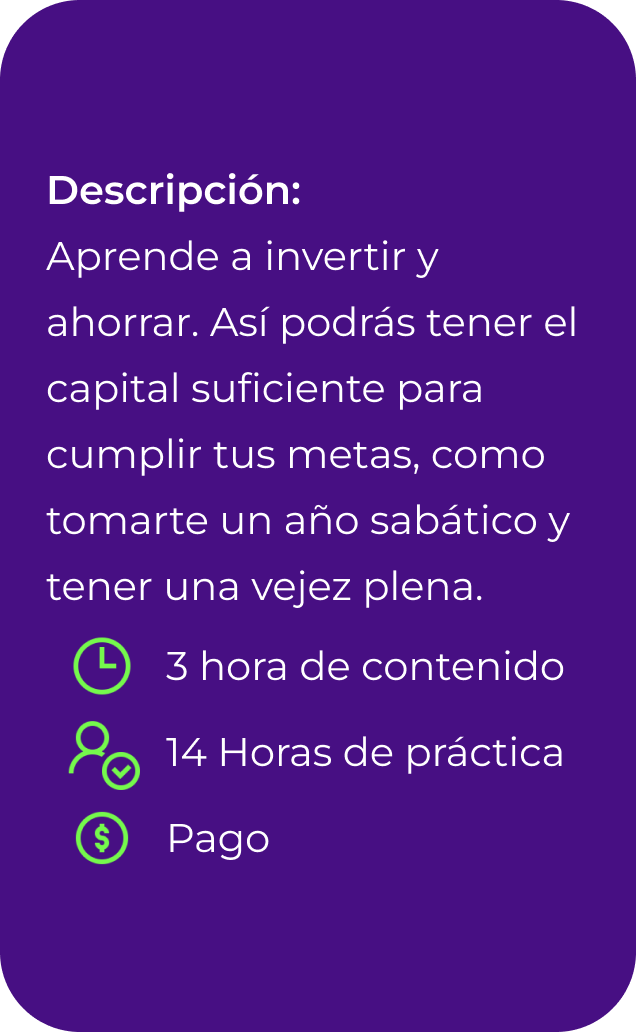 Descripción:
Aprende a invertir y
ahorrar. Así podrás tener el
capital suficiente para
cumplir tus metas, como
tomarte un año sabático y
tener una vejez plena.
3 hora de contenido
14 Horas de práctica
$ Pago